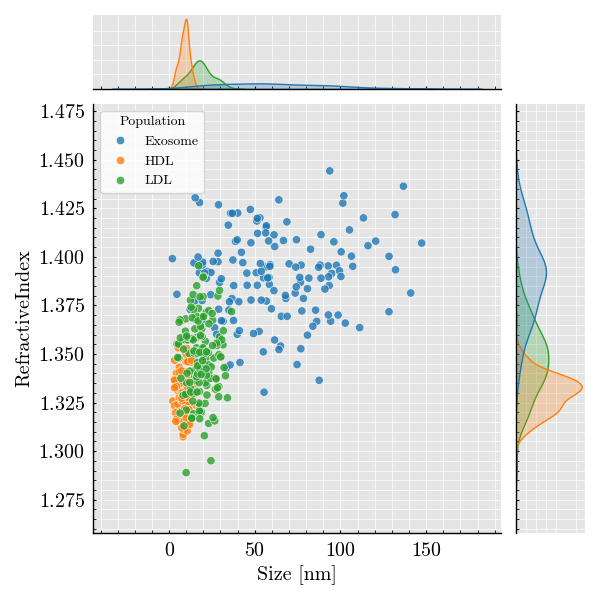 1.475
Population
Exosome
HDL
LDL
1.450
1.425
1.400
1.375
1.350
1.325
1.300
1.275
RefractiveIndex
0 50 100 150
Size [nm]